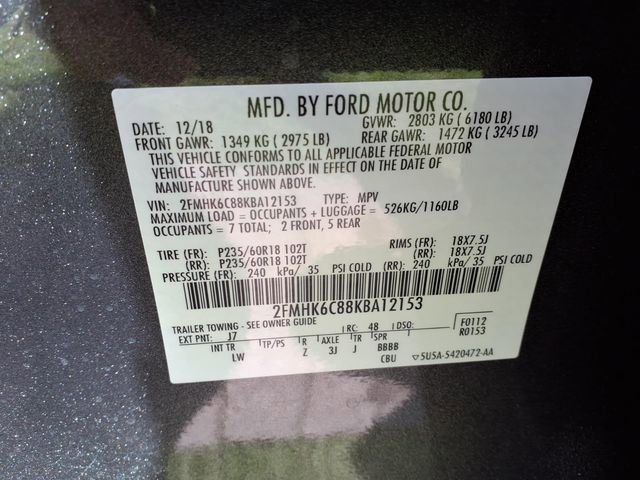 MFD. BY FORD MOTOR CO.
DATE: 12/18 GVWR: 2803 KG ( 6180 LB)
FRONT GAWR: 1349 KG ( 2975 LB) REAR GAWR: 1472 KG ( 3245 LB)
THIS VEHICLE CONFORMS TO ALL APPLICABLE FEDERAL MOTOR
VEHICLE SAFETY STANDARDS IN EFFECT ON THE DATE OF
MANUFACTURE SHOWN ABOVE.
VIN: 2FMHK6C88KBA12153 TYPE: MPV
MAXIMUM LOAD = OCCUPANTS + LUGGAGE = 526KG/1160LB
OCCUPANTS = 7 TOTAL; 2 FRONT, 5 REAR
TIRE (FR): P235/60R18 102T RIMS (FR): 18X7.5J
(RR): P235/60R18 102T (RR): 18X7.5J
PRESSURE (FR): 240 kPa/ 35 PSI COLD (RR): 240 kPa/ 35 PSI COLD
2FMHK6C88KBA12153
TRAILER TOWING - SEE OWNER GUIDE
EXT PNT: J7 RC: 48 DSO: F0112
R0153
INT TR TP/PS R AXLE TR SPR
LW Z 3J J BBBB
CBU 5USA-5420472-AA